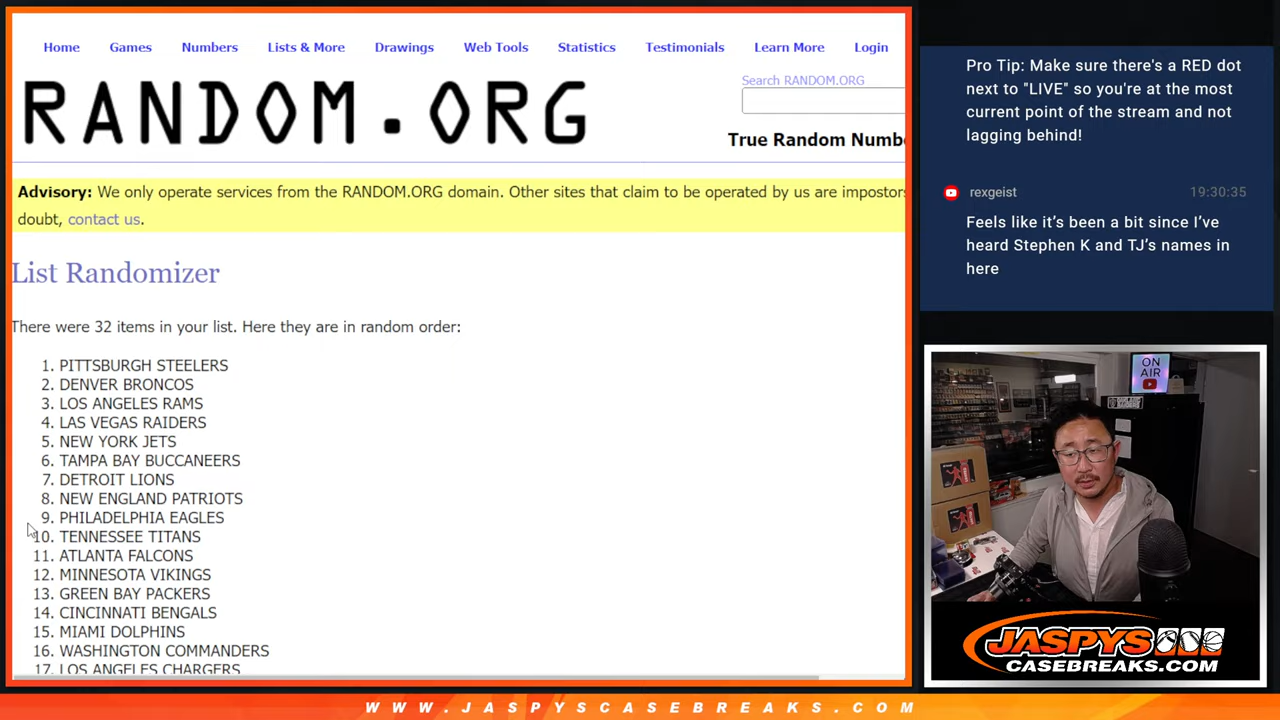 Home Games Numbers Lists & More Drawings Web Tools Statistics Testimonials Learn More Login
RANDOM.ORG
Search RANDOM.ORG
True Random Numb
Advisory: We only operate services from the RANDOM.ORG domain. Other sites that claim to be operated by us are impostors
doubt, contact us.
List Randomizer
There were 32 items in your list. Here they are in random order:
1. PITTSBURGH STEELERS
2. DENVER BRONCOS
3. LOS ANGELES RAMS
4. LAS VEGAS RAIDERS
5. NEW YORK JETS
6. TAMPA BAY BUCCANEERS
7. DETROIT LIONS
8. NEW ENGLAND PATRIOTS
9. PHILADELPHIA EAGLES
10. TENNESSEE TITANS
11. ATLANTA FALCONS
12. MINNESOTA VIKINGS
13. GREEN BAY PACKERS
14. CINCINNATI BENGALS
15. MIAMI DOLPHINS
16. WASHINGTON COMMANDERS
17. LOS ANGELES CHARGERS
Pro Tip: Make sure there's a RED dot
next to "LIVE" so you're at the most
current point of the stream and not
lagging behind!
rexgeist 19:30:35
Feels like it's been a bit since I've
heard Stephen K and TJ's names in
here
ON
AIR
JASPYS
CASEBREAKS.COM
WWW.JASPYSCASEBREAKS.COM